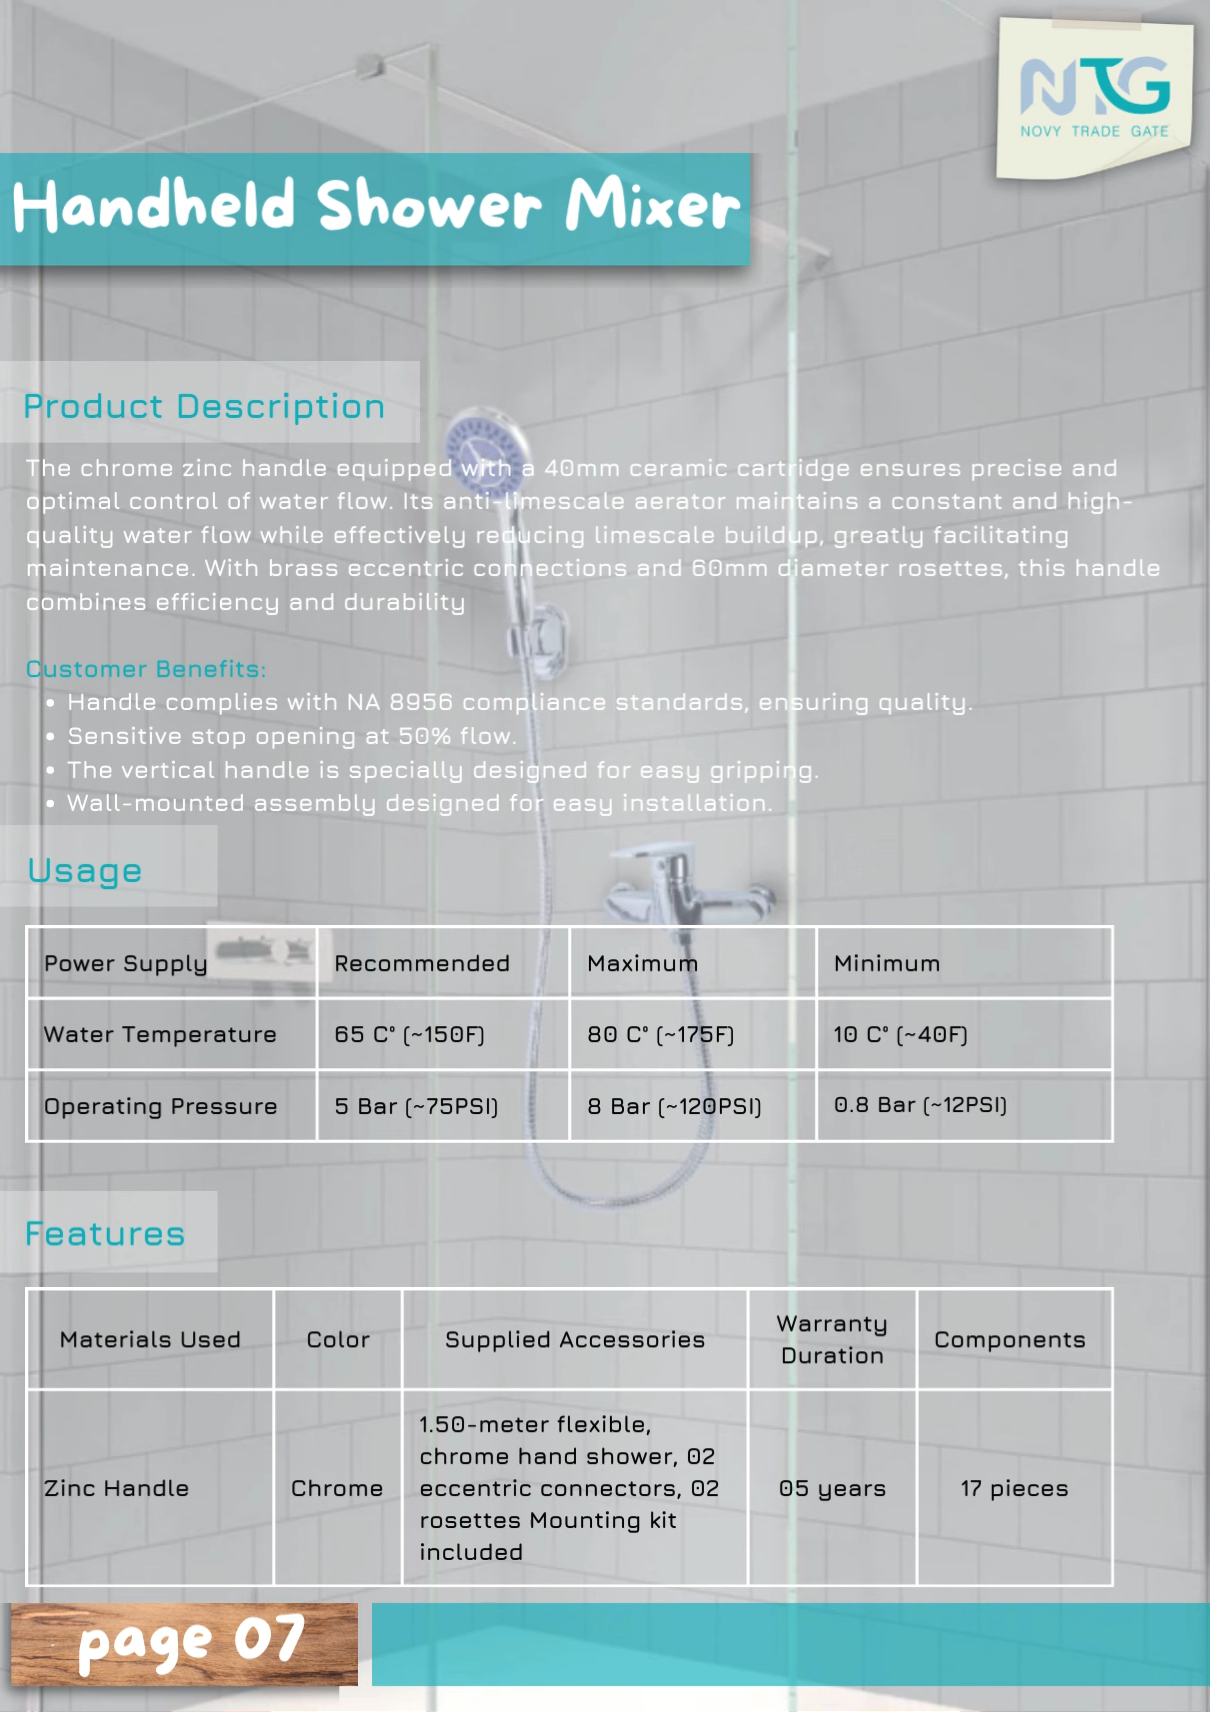 NTG
NOVY TRADE GATE
Handheld Shower Mixer
Product Description
The chrome zinc handle equipped with a 40mm ceramic cartridge ensures precise and
optimal control of water flow. Its anti-limescale aerator maintains a constant and high-
quality water flow while effectively reducing limescale buildup, greatly facilitating
maintenance. With brass eccentric connections and 60mm diameter rosettes, this handle
combines efficiency and durability
Customer Benefits:
• Handle complies with NA 8956 compliance standards, ensuring quality.
• Sensitive stop opening at 50% flow.
• The vertical handle is specially designed for easy gripping.
• Wall-mounted assembly designed for easy installation.
Usage
Power Supply Recommended Maximum Minimum
Water Temperature 65 C° (~150F) 80 C° (~175F) 10 C° (~40F)
Operating Pressure 5 Bar (~75PSI) 8 Bar (~120PSI) 0.8 Bar (~12PSI)
Features
Materials Used Color Supplied Accessories Warranty
Duration Components
Zinc Handle Chrome 1.50-meter flexible,
chrome hand shower, 02
eccentric connectors, 02
rosettes Mounting kit
included
05 years 17 pieces
page 07